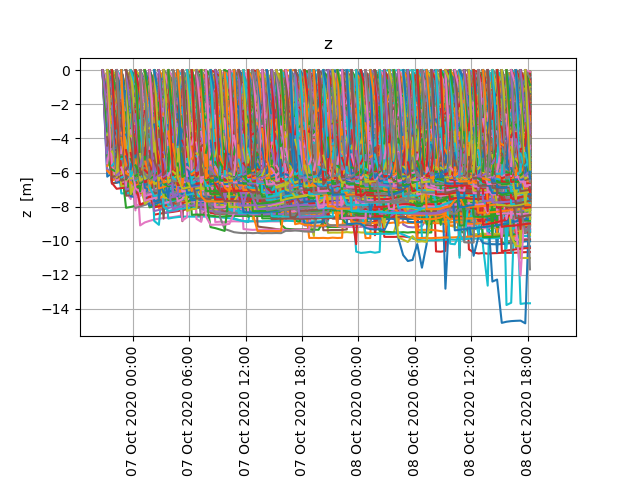 z
0
−2
−4
−6
−8
−10
−12
−14
z [m]
07 Oct 2020 00:00
07 Oct 2020 06:00
07 Oct 2020 12:00
07 Oct 2020 18:00
08 Oct 2020 00:00
08 Oct 2020 06:00
08 Oct 2020 12:00
08 Oct 2020 18:00